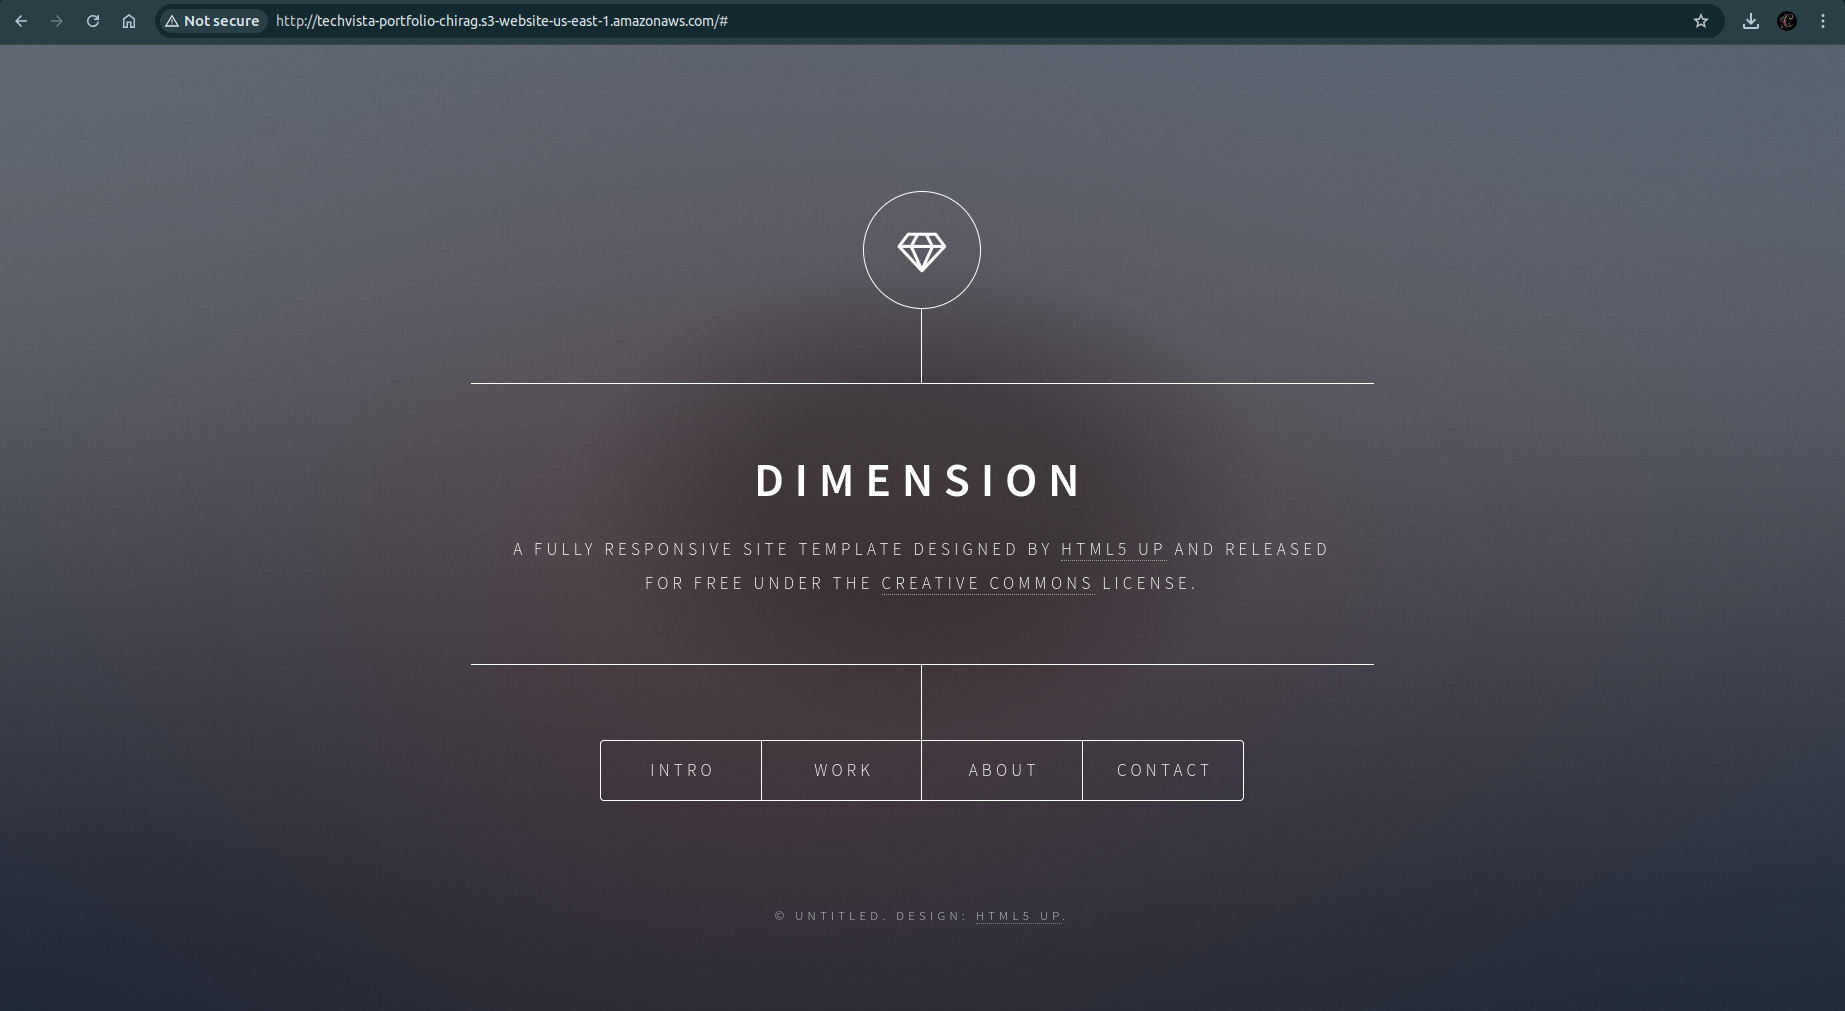 Not secure http://techvista-portfolio-chirag.s3-website-us-east-1.amazonaws.com/#
DIMENSION
A FULLY RESPONSIVE SITE TEMPLATE DESIGNED BY HTML5 UP AND RELEASED
FOR FREE UNDER THE CREATIVE COMMONS LICENSE.
INTRO WORK ABOUT CONTACT
© UNTITLED. DESIGN: HTML5 UP.